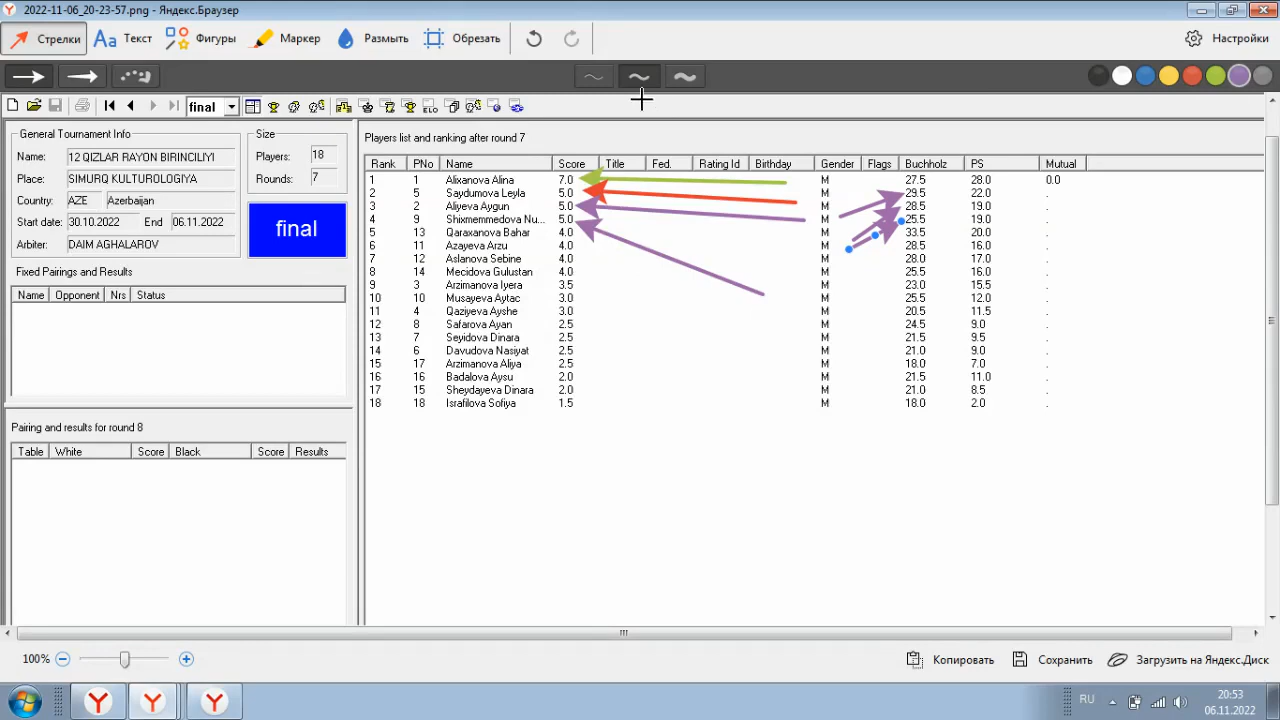 2022-11-06_20-23-57.png - Яндекс.Браузер
Стрелки Текст Фигуры Маркер Размыть Обрезать Настройки
final
General Tournament Info
Name: 12 QIZLAR RAYON BIRINCILIYI
Place: SIMURQ KULTUROLOGIYA
Country: AZE Azerbaijan
Start date: 30.10.2022 End 06.11.2022
Arbiter: DAIM AGHALAROV
Size
Players: 18
Rounds: 7
final
Fixed Pairings and Results
Name Opponent Nrs Status
Pairing and results for round 8
Table White Score Black Score Results
Players list and ranking after round 7
Rank PNo Name Score Title Fed. Rating Id Birthday Gender Flags Buchholz PS Mutual
1 1 Alixanova Alina 7.0 M 27.5 28.0 0.0
2 5 Saydumova Leyla 5.0 M 29.5 22.0 .
3 2 Aliyeva Aygun 5.0 M 28.5 19.0 .
4 9 Shixmemmedova Nu... 5.0 M 25.5 19.0 .
5 13 Qaraxanova Bahar 4.0 M 33.5 20.0 .
6 11 Azayeva Arzu 4.0 M 28.5 16.0 .
7 12 Aslanova Sebine 4.0 M 28.0 17.0 .
8 14 Mecidova Gulustan 4.0 M 25.5 16.0 .
9 3 Arzimanova Iyera 3.5 M 23.0 15.5 .
10 10 Musayeva Aytac 3.0 M 25.5 12.0 .
11 4 Qaziyeva Ayshe 3.0 M 20.5 11.5 .
12 8 Safarova Ayan 2.5 M 24.5 9.0 .
13 7 Seyidova Dinara 2.5 M 21.5 9.5 .
14 6 Davudova Nasiyat 2.5 M 21.0 9.0 .
15 17 Arzimanova Aliya 2.5 M 18.0 7.0 .
16 16 Badalova Aysu 2.0 M 21.5 11.0 .
17 15 Sheydayeva Dinara 2.0 M 21.0 8.5 .
18 18 Israfilova Sofiya 1.5 M 18.0 2.0 .
100% Копировать Сохранить Загрузить на Яндекс.Диск
RU 20:53
06.11.2022